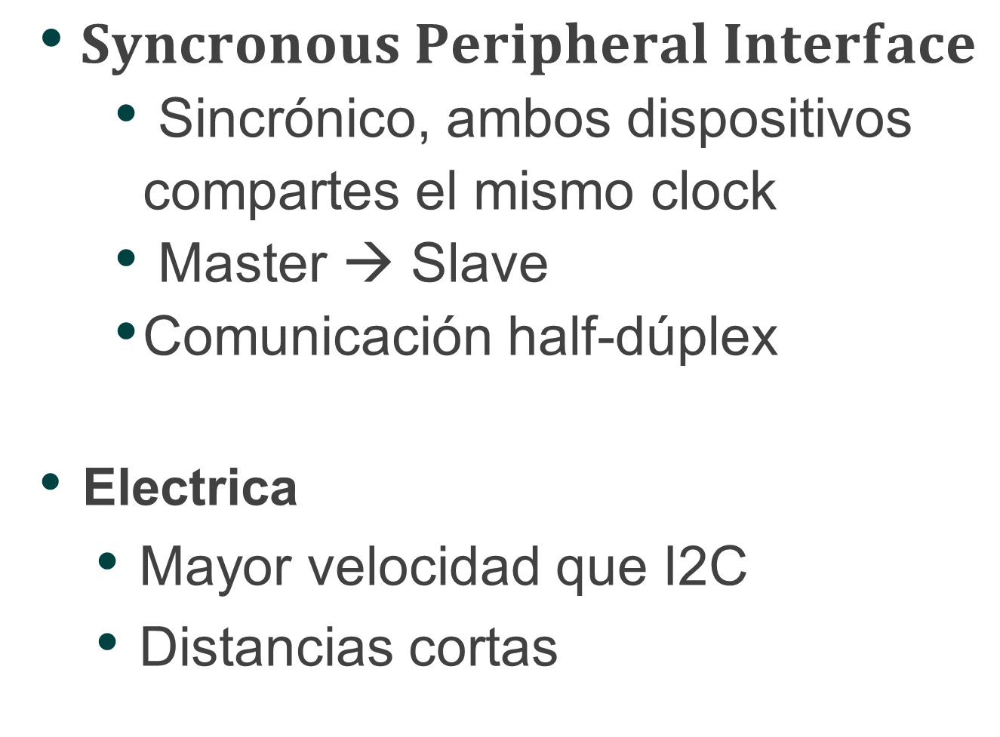 • Syncronous Peripheral Interface
• Sincrónico, ambos dispositivos
compartes el mismo clock
• Master → Slave
• Comunicación half-dúplex
• Electrica
• Mayor velocidad que I2C
• Distancias cortas